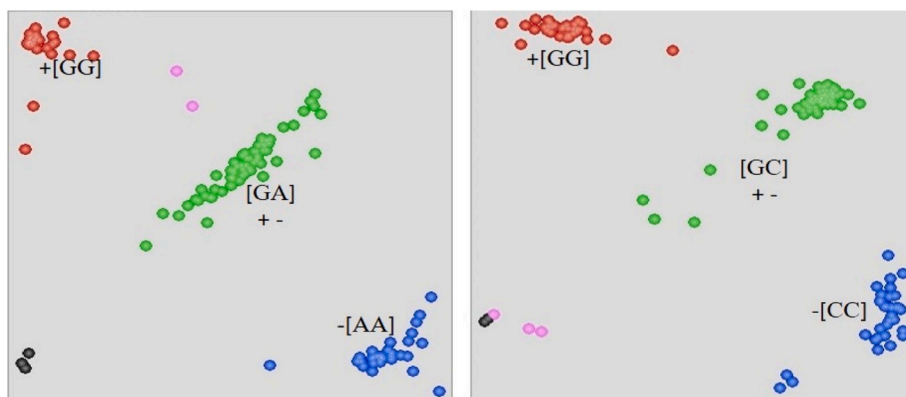 +[GG]
[GA]
+ -
-[AA]
+[GG]
[GC]
+ -
-[CC]